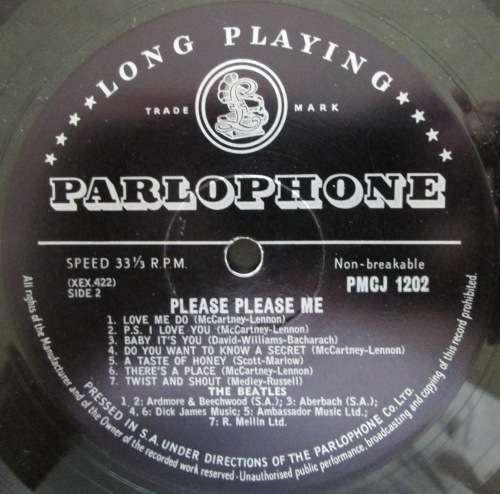 ★★★★★ LONG PLAYING ★★★★★
TRADE MARK
PARLOPHONE
SPEED 33⅓ R.P.M.
Non-breakable
(XEX.422)
PMCJ 1202
SIDE 2
PLEASE PLEASE ME
1. LOVE ME DO (McCartney-Lennon)
2. P.S. I LOVE YOU (McCartney-Lennon)
3. BABY IT'S YOU (David-Williams-Bacharach)
4. DO YOU WANT TO KNOW A SECRET (McCartney-Lennon)
5. A TASTE OF HONEY (Scott-Marlow)
6. THERE'S A PLACE (McCartney-Lennon)
7. TWIST AND SHOUT (Medley-Russell)
THE BEATLES
1, 2: Ardmore & Beechwood (S.A.); 3: Aberbach (S.A.);
4, 6: Dick James Music; 5: Ambassador Music Ltd.;
7: R. Mellin Ltd.
PRESSED IN S.A. UNDER DIRECTIONS OF THE PARLOPHONE CO. LTD.
All rights of the Manufacturer and of the Owner of the recorded work reserved. Unauthorised public performance, broadcasting and copying of this record prohibited.